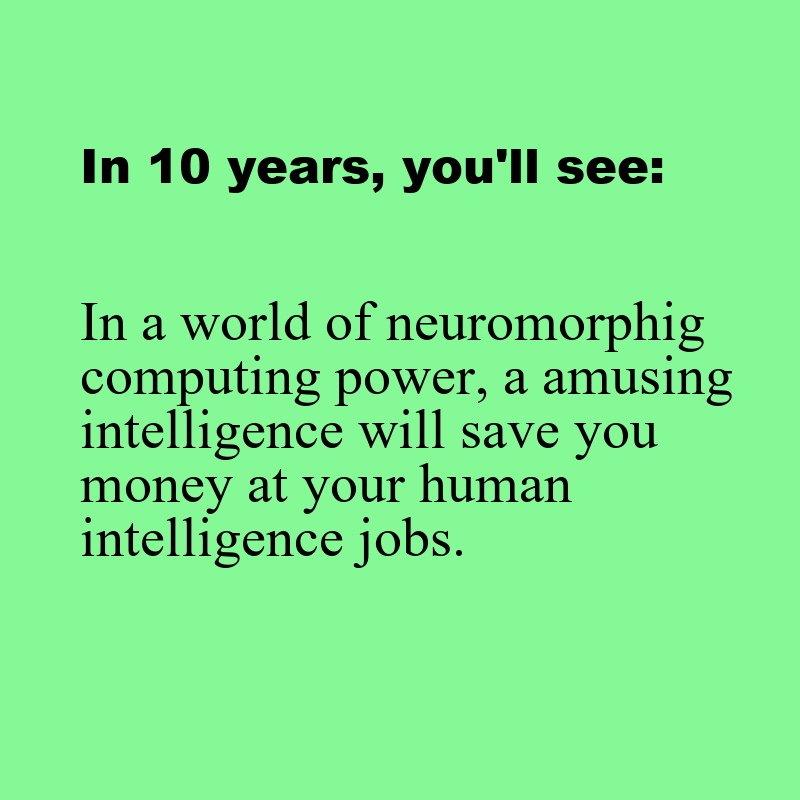 In 10 years, you'll see:
In a world of neuromorphig
computing power, a amusing
intelligence will save you
money at your human
intelligence jobs.